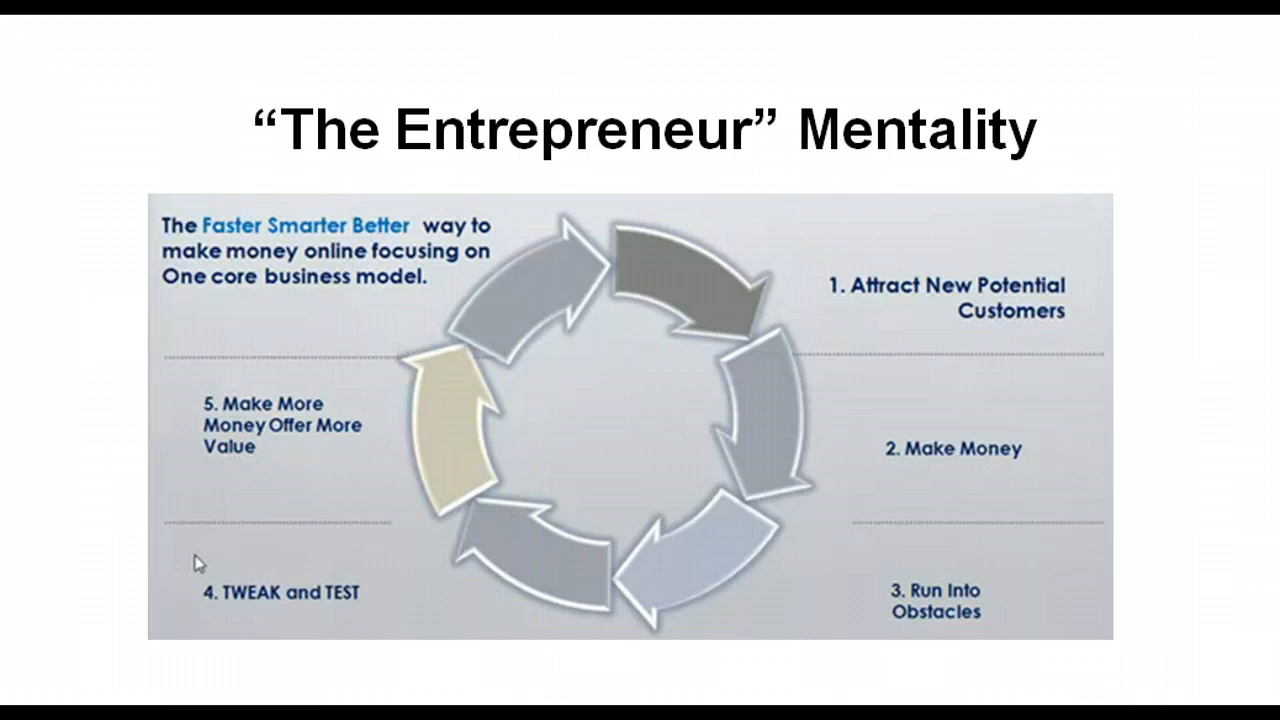 “The Entrepreneur” Mentality
The Faster Smarter Better way to
make money online focusing on
One core business model.
1. Attract New Potential
Customers
2. Make Money
3. Run Into
Obstacles
4. TWEAK and TEST
5. Make More
Money Offer More
Value